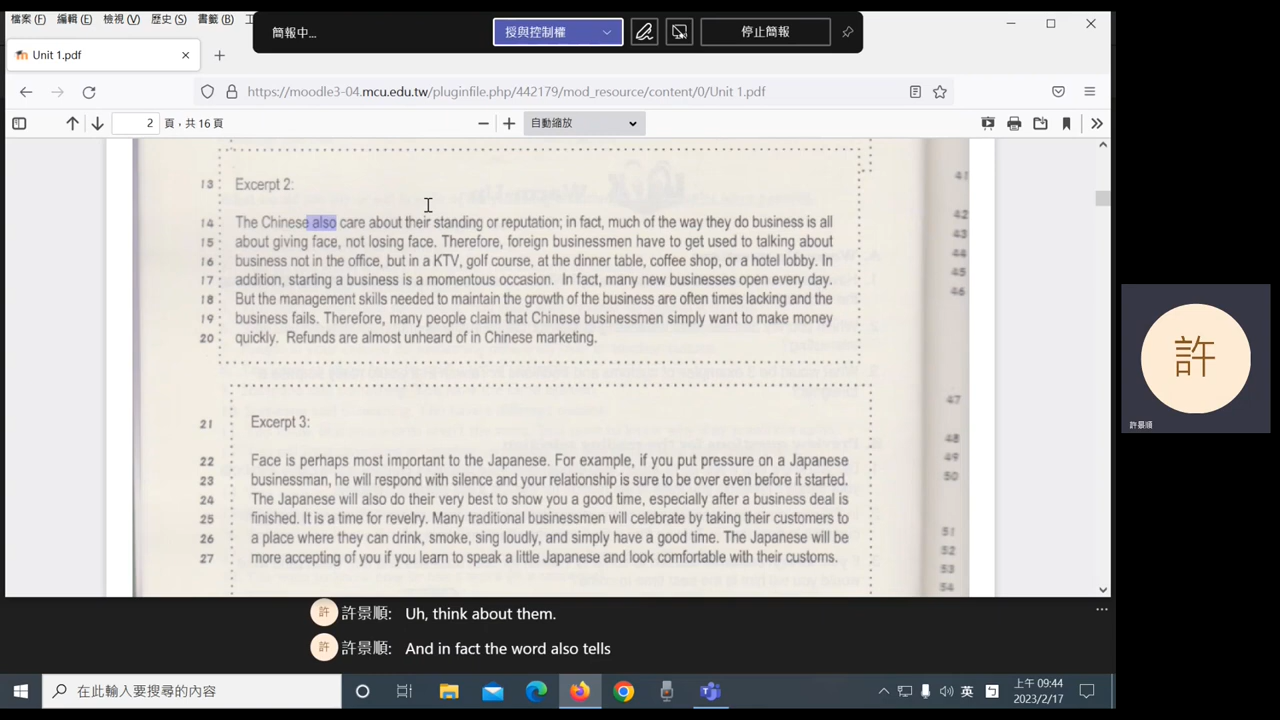 檔案(F) 編輯(E) 檢視(V) 歷史(S) 書籤(B)
簡報中...
授與控制權
停止簡報
Unit 1.pdf
https://moodle3-04.mcu.edu.tw/pluginfile.php/442179/mod_resource/content/0/Unit 1.pdf
2 頁，共 16 頁
自動縮放
13 Excerpt 2:
14 The Chinese also care about their standing or reputation; in fact, much of the way they do business is all
15 about giving face, not losing face. Therefore, foreign businessmen have to get used to talking about
16 business not in the office, but in a KTV, golf course, at the dinner table, coffee shop, or a hotel lobby. In
17 addition, starting a business is a momentous occasion. In fact, many new businesses open every day.
18 But the management skills needed to maintain the growth of the business are often times lacking and the
19 business fails. Therefore, many people claim that Chinese businessmen simply want to make money
20 quickly. Refunds are almost unheard of in Chinese marketing.
21 Excerpt 3:
22 Face is perhaps most important to the Japanese. For example, if you put pressure on a Japanese
23 businessman, he will respond with silence and your relationship is sure to be over even before it started.
24 The Japanese will also do their very best to show you a good time, especially after a business deal is
25 finished. It is a time for revelry. Many traditional businessmen will celebrate by taking their customers to
26 a place where they can drink, smoke, sing loudly, and simply have a good time. The Japanese will be
27 more accepting of you if you learn to speak a little Japanese and look comfortable with their customs.
41
42
43
44
45
46
47
48
49
50
51
52
53
54
許
許景順
許 許景順: Uh, think about them.
許 許景順: And in fact the word also tells
在此輸入要搜尋的內容
英
上午 09:44
2023/2/17